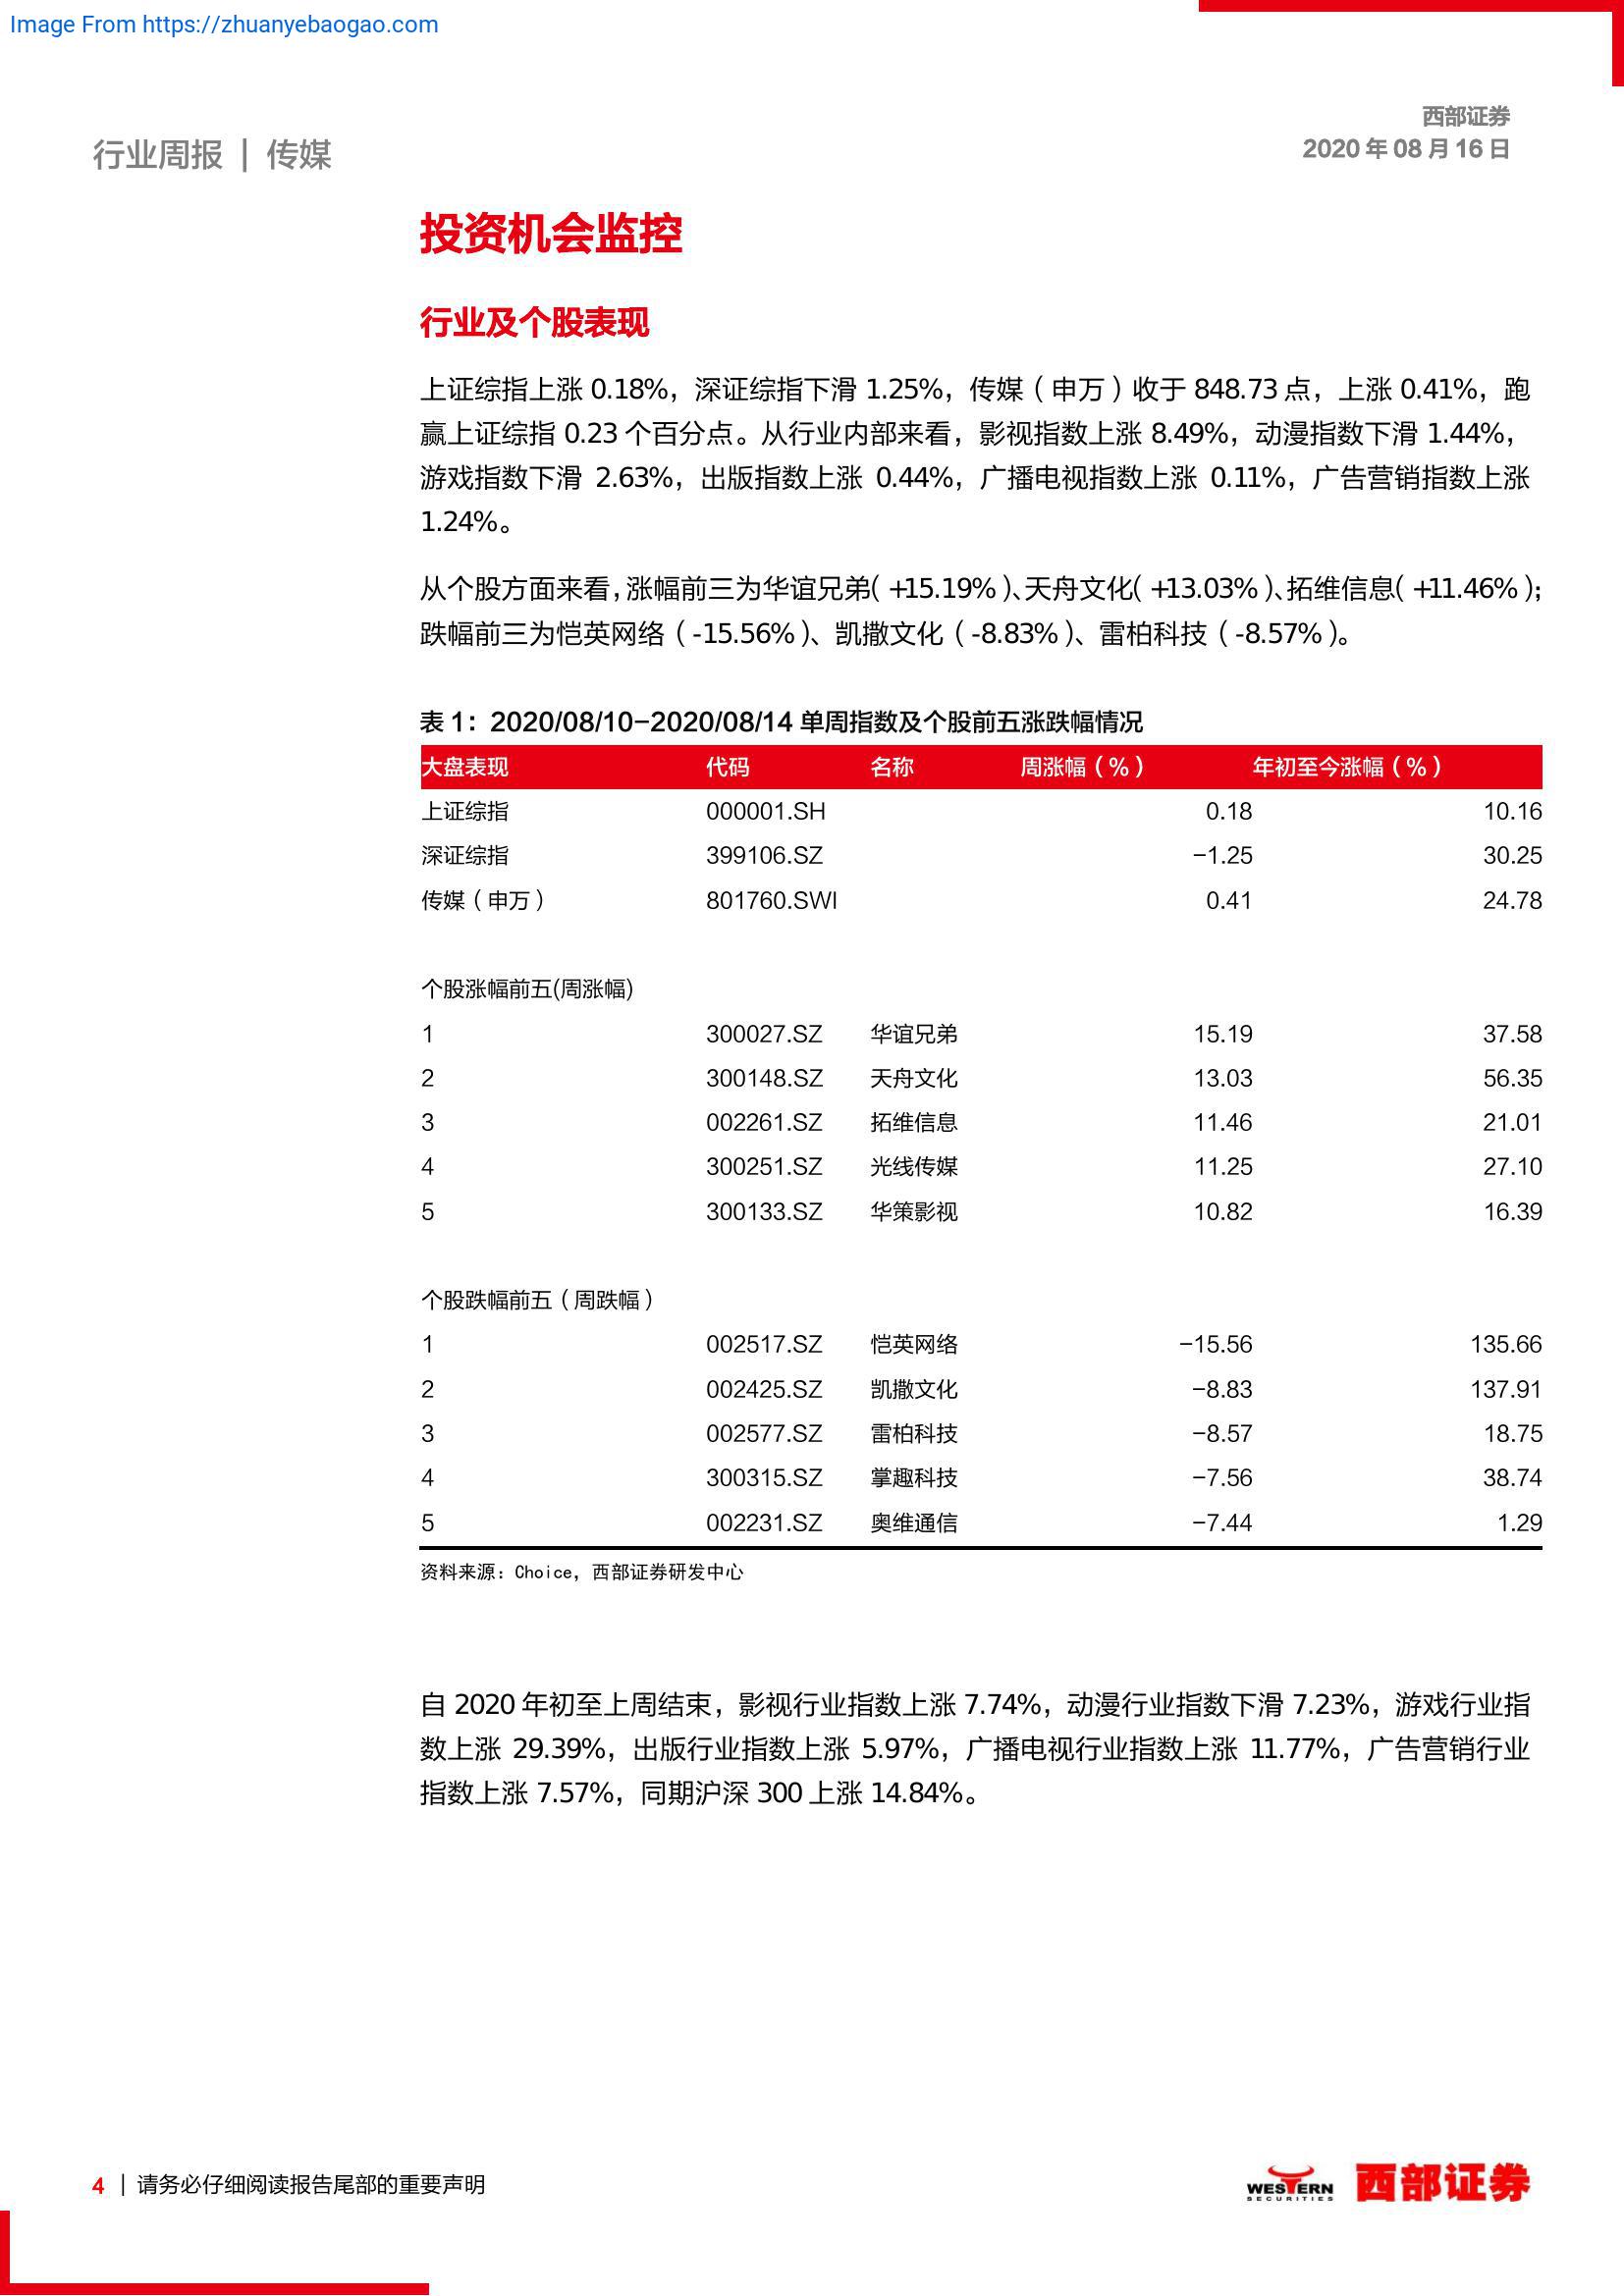 Image From https://zhuanyebaogao.com
西部证券
2020 年 08 月 16 日
行业周报 | 传媒
投资机会监控
行业及个股表现
上证综指上涨 0.18%，深证综指下滑 1.25%，传媒（申万）收于 848.73 点，上涨 0.41%，跑
赢上证综指 0.23 个百分点。从行业内部来看，影视指数上涨 8.49%，动漫指数下滑 1.44%，
游戏指数下滑 2.63%，出版指数上涨 0.44%，广播电视指数上涨 0.11%，广告营销指数上涨
1.24%。
从个股方面来看，涨幅前三为华谊兄弟（+15.19%）、天舟文化（+13.03%）、拓维信息（+11.46%）；
跌幅前三为恺英网络（-15.56%）、凯撒文化（-8.83%）、雷柏科技（-8.57%）。
表 1：2020/08/10-2020/08/14 单周指数及个股前五涨跌幅情况
大盘表现 代码 名称 周涨幅（%） 年初至今涨幅（%）
上证综指 000001.SH 0.18 10.16
深证综指 399106.SZ -1.25 30.25
传媒（申万） 801760.SWI 0.41 24.78
个股涨幅前五(周涨幅)
1 300027.SZ 华谊兄弟 15.19 37.58
2 300148.SZ 天舟文化 13.03 56.35
3 002261.SZ 拓维信息 11.46 21.01
4 300251.SZ 光线传媒 11.25 27.10
5 300133.SZ 华策影视 10.82 16.39
个股跌幅前五（周跌幅）
1 002517.SZ 恺英网络 -15.56 135.66
2 002425.SZ 凯撒文化 -8.83 137.91
3 002577.SZ 雷柏科技 -8.57 18.75
4 300315.SZ 掌趣科技 -7.56 38.74
5 002231.SZ 奥维通信 -7.44 1.29
资料来源：Choice，西部证券研发中心
自 2020 年初至上周结束，影视行业指数上涨 7.74%，动漫行业指数下滑 7.23%，游戏行业指
数上涨 29.39%，出版行业指数上涨 5.97%，广播电视行业指数上涨 11.77%，广告营销行业
指数上涨 7.57%，同期沪深 300 上涨 14.84%。
4 | 请务必仔细阅读报告尾部的重要声明
WESTERN
SECURITIES
西部证券